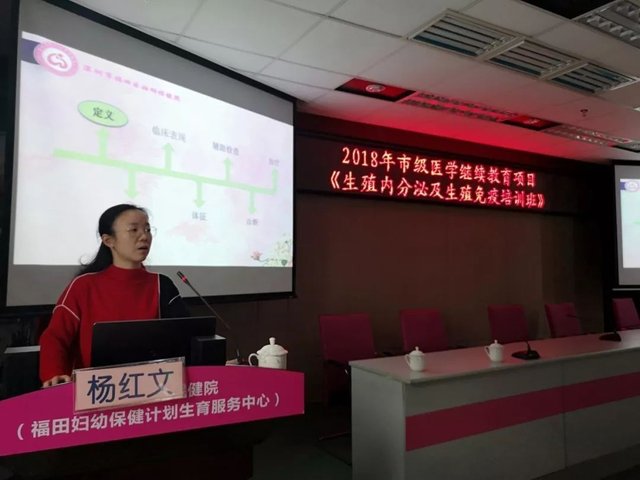 定义
临床表现
辅助检查
治疗
体征
诊断
2018年市级医学继续教育项目
《生殖内分泌及生殖免疫培训班》
杨红文
健院
(福田妇幼保健计划生育服务中心)